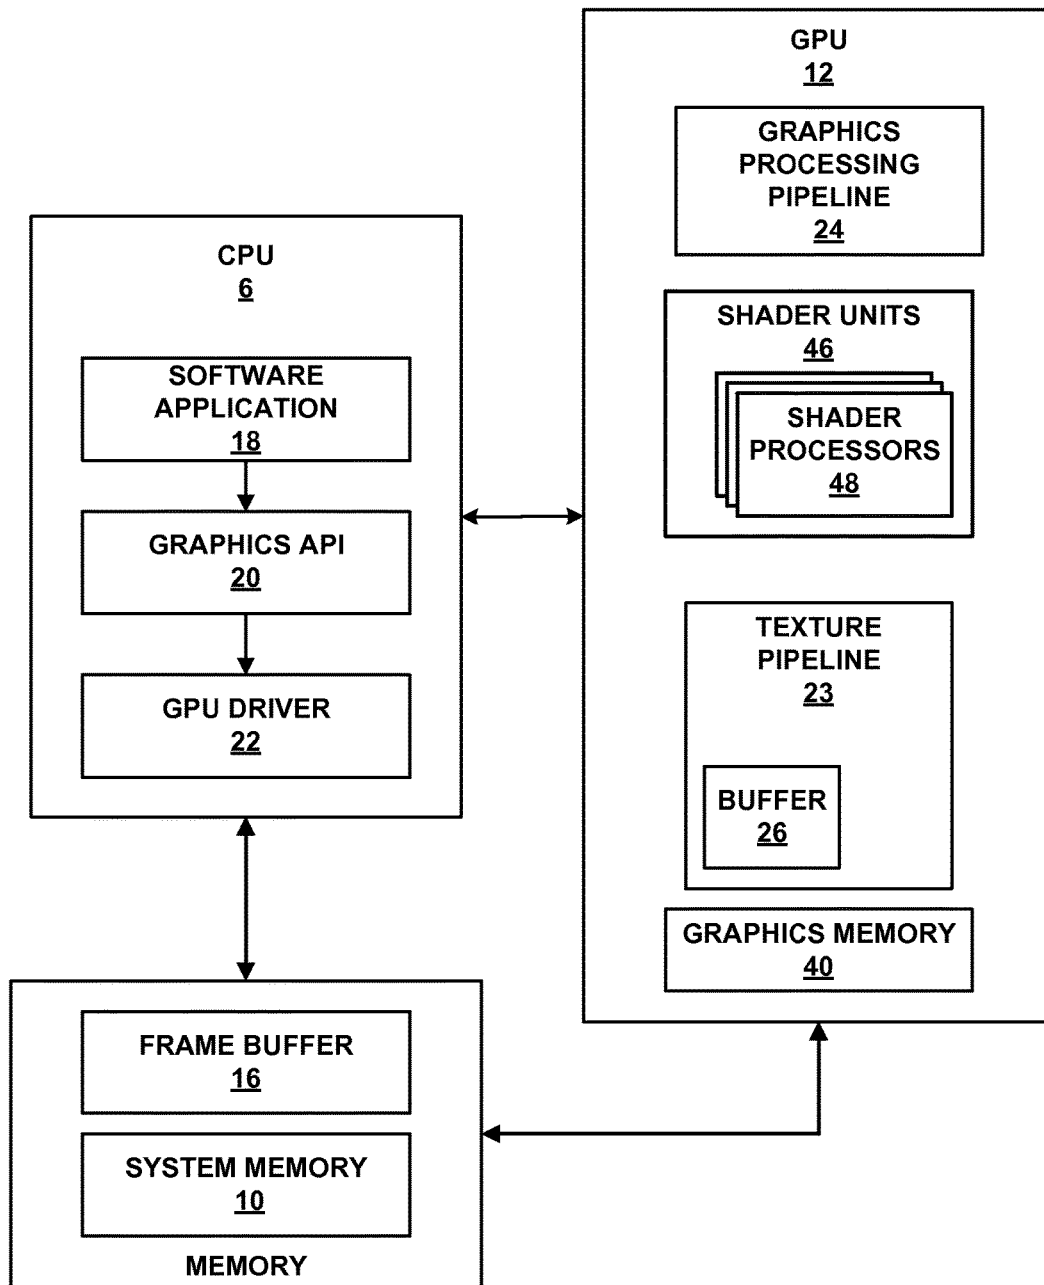 GPU
12
GRAPHICS
PROCESSING
PIPELINE
24
CPU
6
SHADER UNITS
46
SOFTWARE
APPLICATION
18
SHADER
PROCESSORS
48
GRAPHICS API
20
TEXTURE
PIPELINE
23
GPU DRIVER
22
BUFFER
26
GRAPHICS MEMORY
40
FRAME BUFFER
16
SYSTEM MEMORY
10
MEMORY